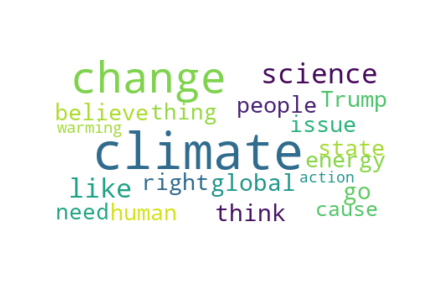 change science
believe thing people Trump
warming issue
climate state
energy
like right global action
go
need human think cause